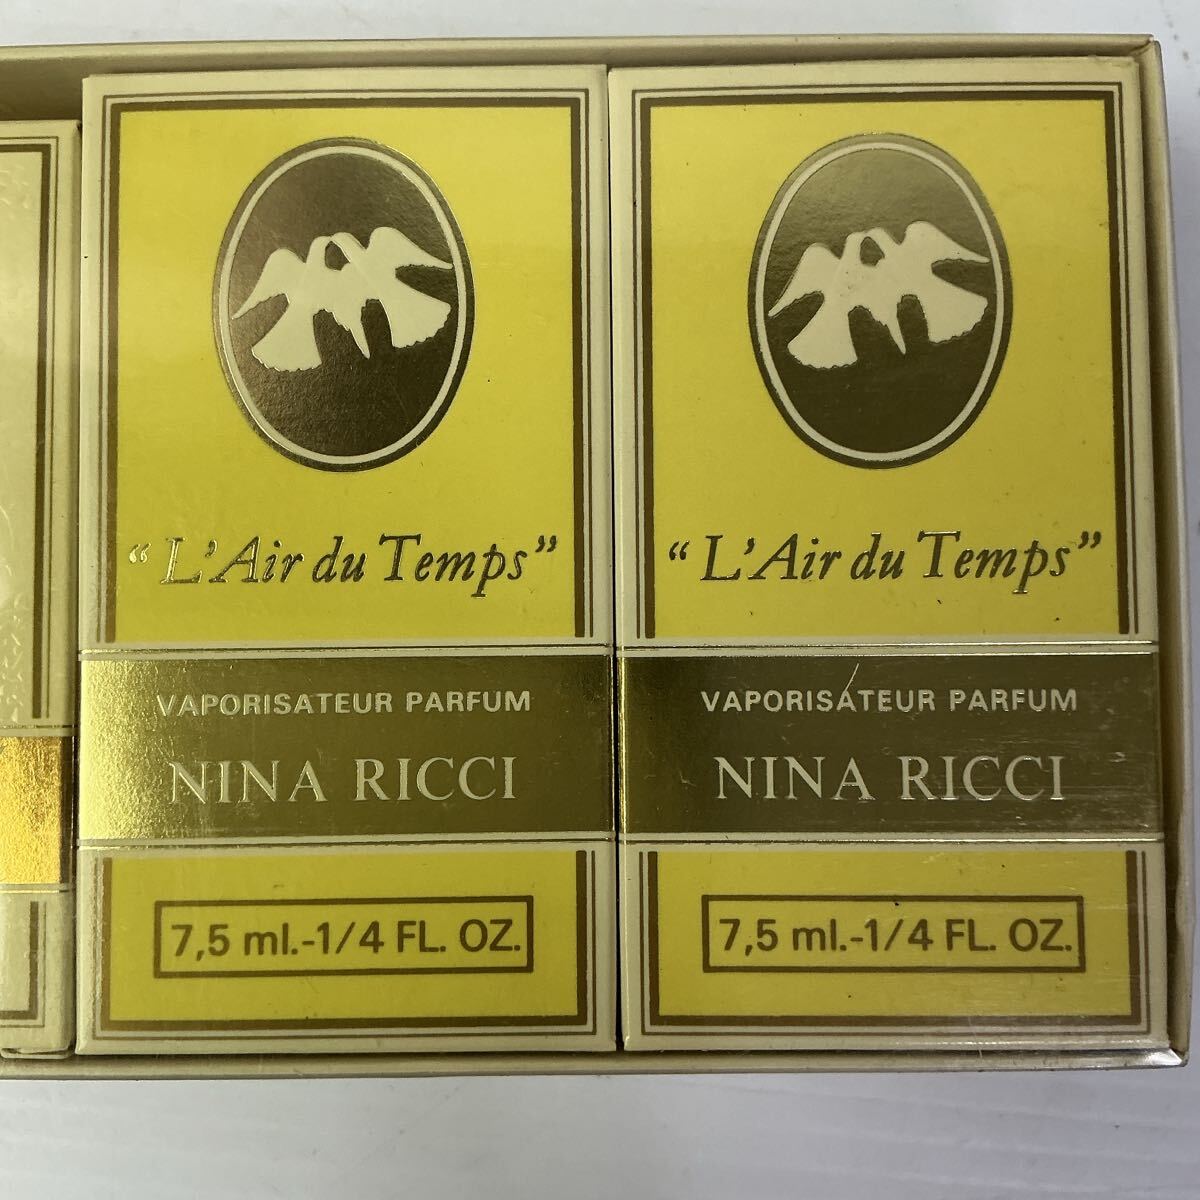 “L’Air du Temps”
VAPORISATEUR PARFUM
NINA RICCI
7,5 ml.-1/4 FL. OZ.
“L’Air du Temps”
VAPORISATEUR PARFUM
NINA RICCI
7,5 ml.-1/4 FL. OZ.